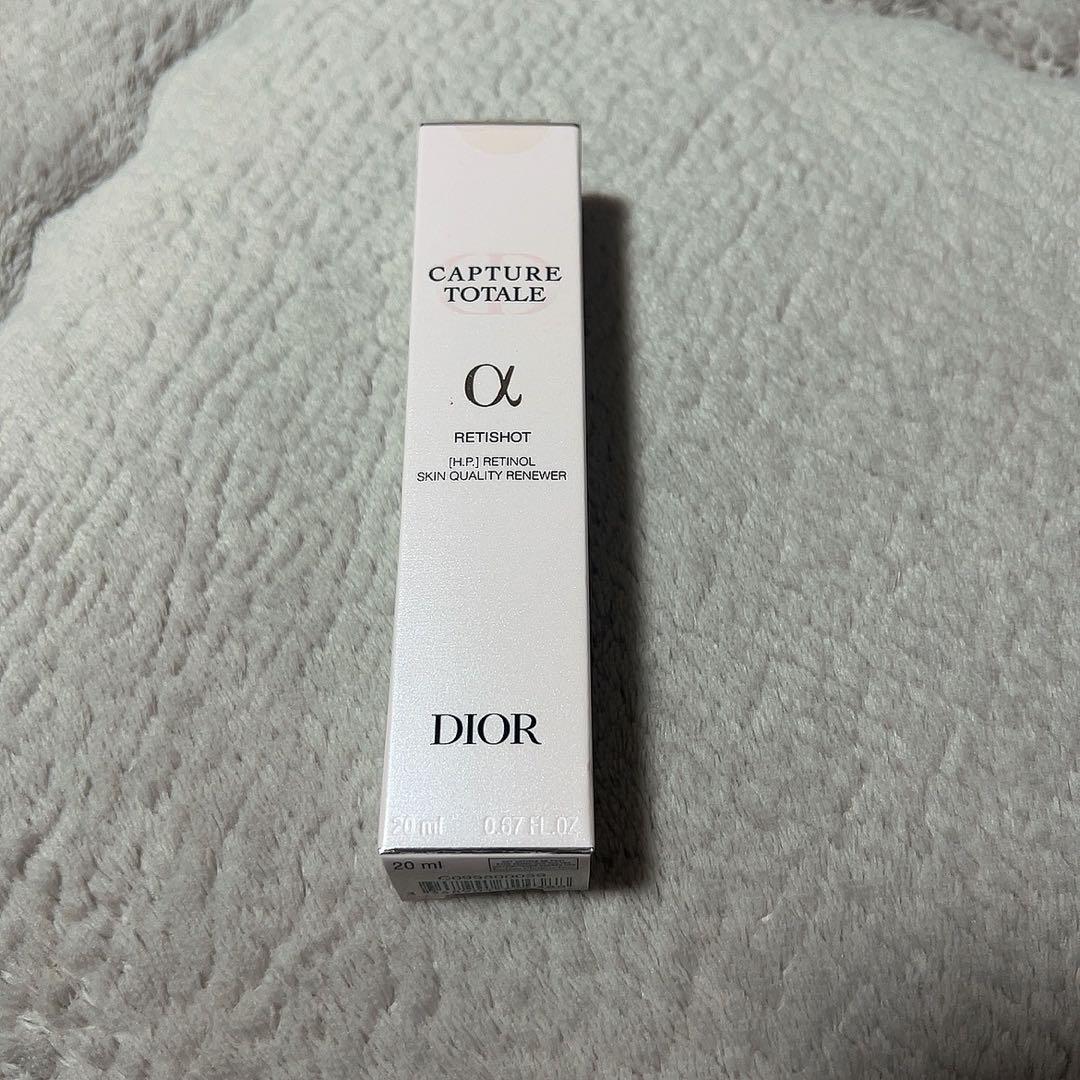 CAPTURE
TOTALE
α
RETISHOT
[H.P.] RETINOL
SKIN QUALITY RENEWER
DIOR
20 ml 0.67 FL.OZ
20 ml